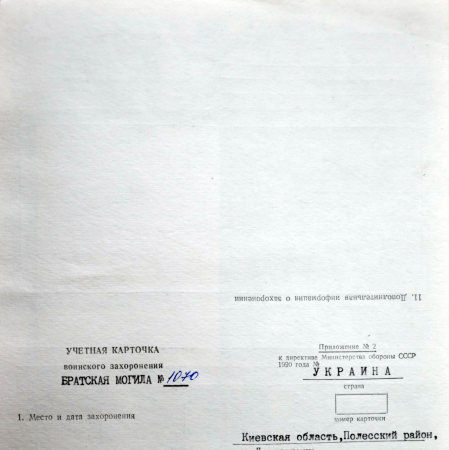 11. Дополнительная информация о захоронении
УЧЕТНАЯ КАРТОЧКА
воинского захоронения
БРАТСКАЯ МОГИЛА № 1070
Приложение № 2
к директиве Министерства обороны СССР
1990 года №
УКРАИНА
страна
номер карточки
1. Место и дата захоронения
Киевская область, Полесский район,